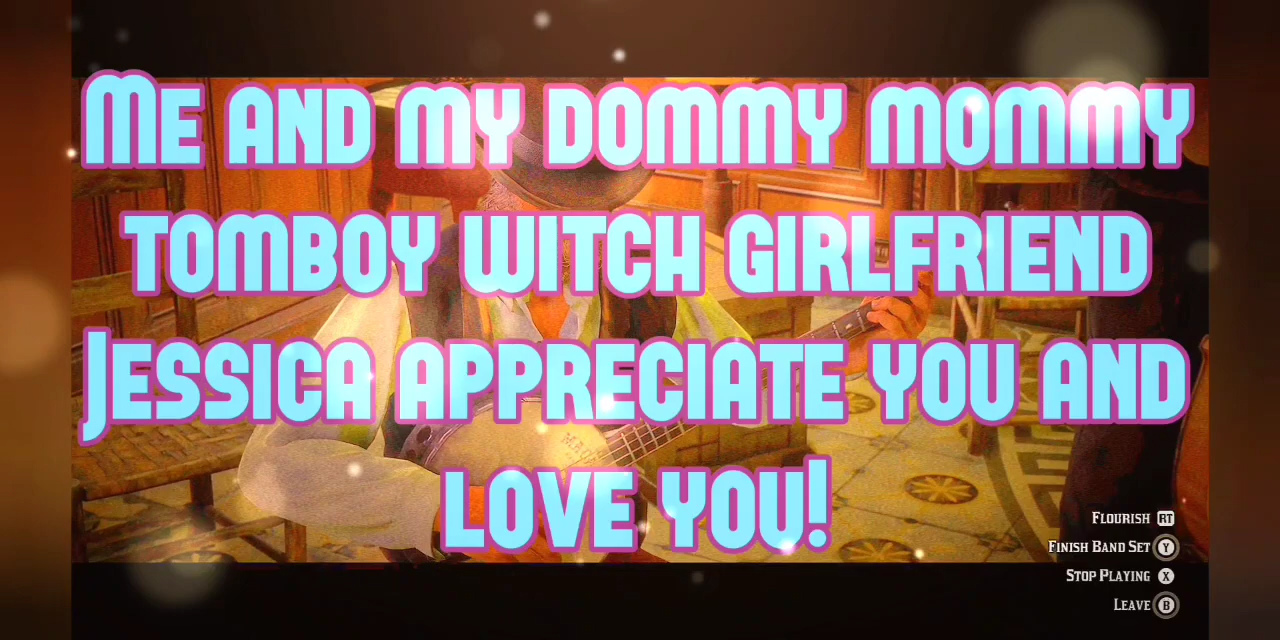 Me and my dommy mommy
tomboy witch girlfriend
Jessica appreciate you and
love you!
Flourish RT
Finish Band Set Y
Stop Playing X
Leave B